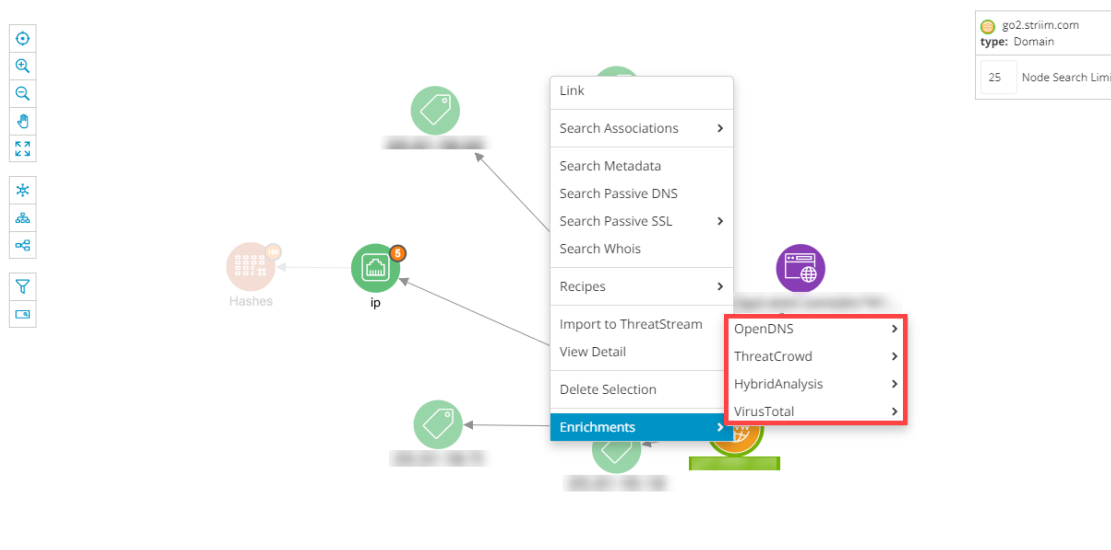 go2.striim.com
type: Domain
25 Node Search Limi
Link
Search Associations
Search Metadata
Search Passive DNS
Search Passive SSL
Search Whois
Recipes
Import to ThreatStream
View Detail
Delete Selection
Enrichments
OpenDNS
ThreatCrowd
HybridAnalysis
VirusTotal
5
ip
Hashes